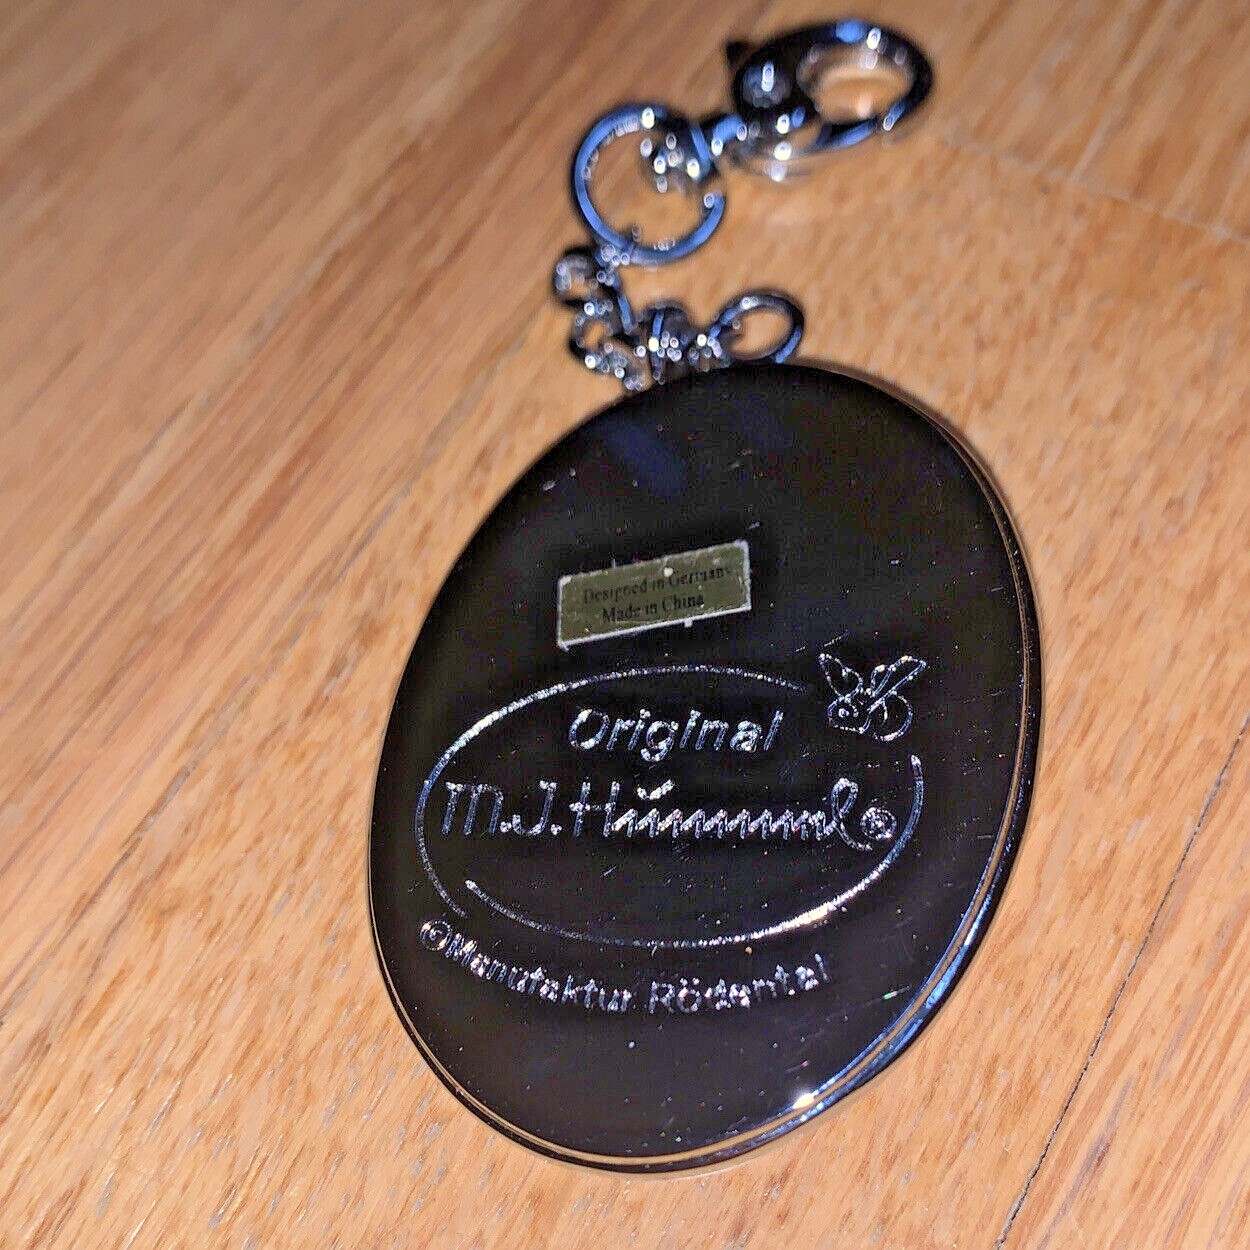 Designed in Germany
Made in China
Original
M.J.Hummel®
©Manufaktur Rödental